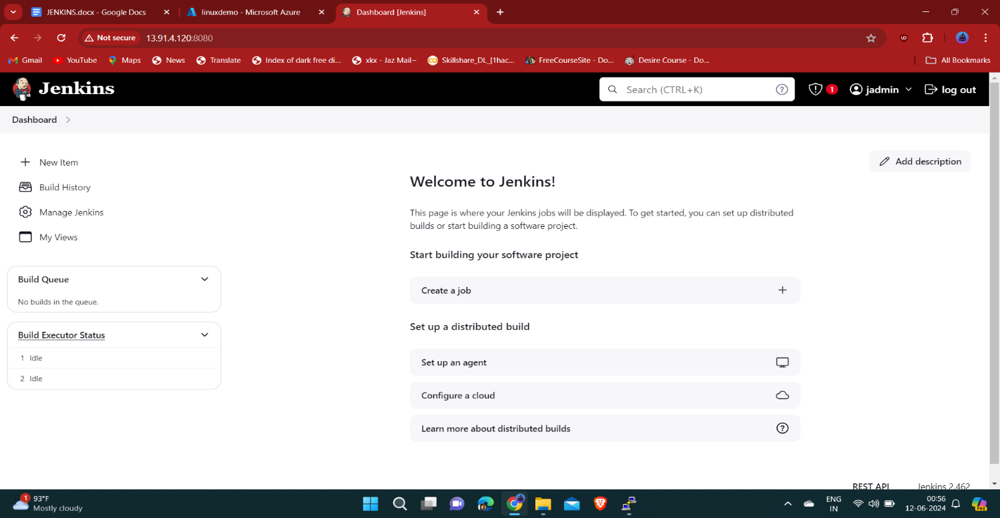 JENKINS.docx - Google Docs
linuxdemo - Microsoft Azure
Dashboard [Jenkins]
Not secure
13.91.4.120:8080
Gmail
YouTube
Maps
News
Translate
Index of dark free di...
xkx - Jaz Mail~
Skillshare_DL_[1hac...
FreeCourseSite - Do...
Desire Course - Do...
All Bookmarks
Jenkins
Search (CTRL+K)
1
jadmin
log out
Dashboard
New Item
Add description
Build History
Manage Jenkins
My Views
Welcome to Jenkins!
This page is where your Jenkins jobs will be displayed. To get started, you can set up distributed
builds or start building a software project.
Start building your software project
Create a job
Build Queue
No builds in the queue.
Build Executor Status
1 Idle
2 Idle
Set up a distributed build
Set up an agent
Configure a cloud
Learn more about distributed builds
REST API
Jenkins 2.462
1
93°F
Mostly cloudy
ENG
IN
00:56
12-06-2024
PRE